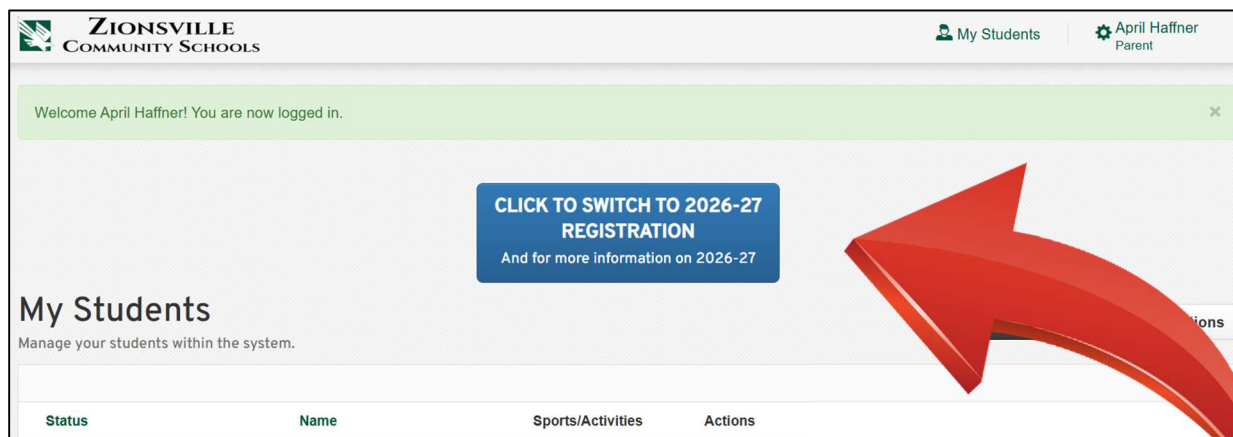 ZIONSVILLE
COMMUNITY SCHOOLS
My Students
April Haffner
Parent
Welcome April Haffner! You are now logged in.
×
CLICK TO SWITCH TO 2026-27
REGISTRATION
And for more information on 2026-27
My Students
Manage your students within the system.
Status Name Sports/Activities Actions